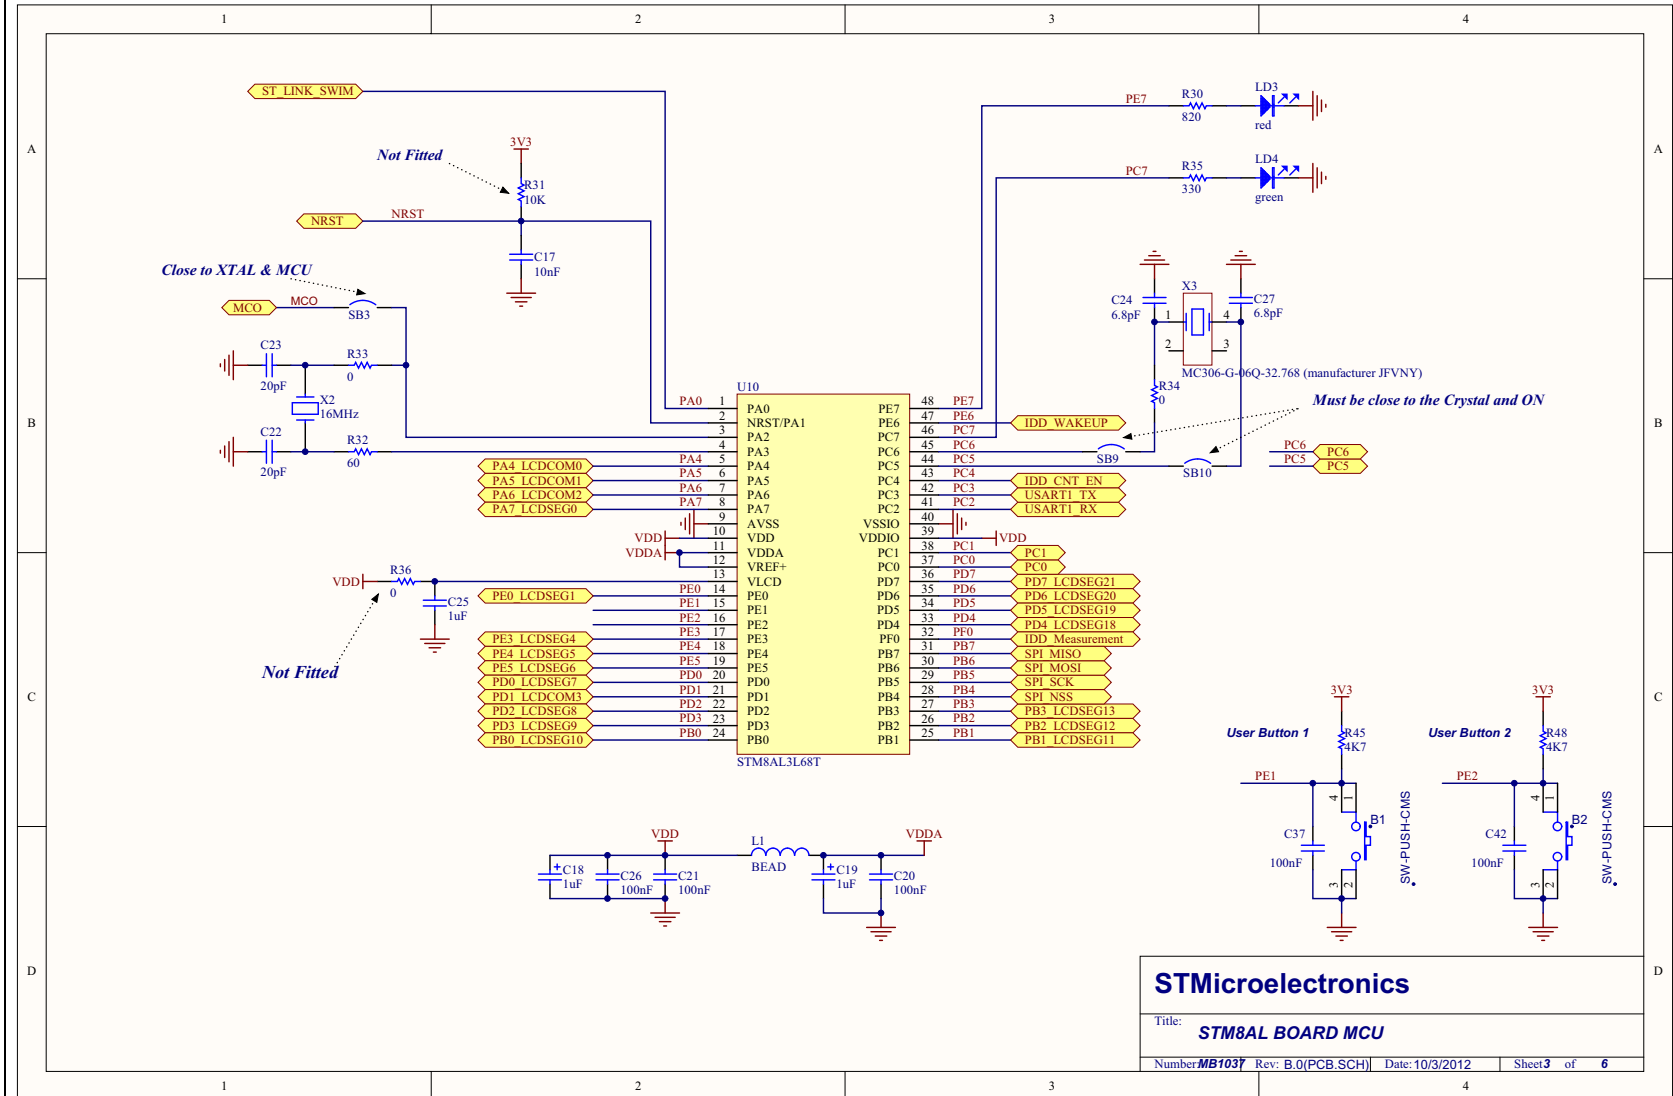 1 2 3 4
A A
B B
C C
D D
ST_LINK_SWIM
Not Fitted
3V3
R31
10K
NRST NRST
C17
10nF
Close to XTAL & MCU
MCO MCO
SB3
C23
20pF
R33
0
X2
16MHz
C22
20pF
R32
60
PE7 R30
820
LD3
red
PC7 R35
330
LD4
green
C24
6.8pF
X3
1 4
2 3
C27
6.8pF
MC306-G-06Q-32.768 (manufacturer JFVNY)
R34
0
Must be close to the Crystal and ON
SB9
SB10
PC6 PC6
PC5 PC5
U10
PA0 1 PA0
2 NRST/PA1
3 PA2
4 PA3
PA4_LCDCOM0 PA4 5 PA4
PA5_LCDCOM1 PA5 6 PA5
PA6_LCDCOM2 PA6 7 PA6
PA7_LCDSEG0 PA7 8 PA7
9 AVSS
VDD 10 VDD
VDDA 11 VDDA
12 VREF+
13 VLCD
PE0_LCDSEG1 PE0 14 PE0
PE1 15 PE1
PE2 16 PE2
PE3_LCDSEG4 PE3 17 PE3
PE4_LCDSEG5 PE4 18 PE4
PE5_LCDSEG6 PE5 19 PE5
PD0_LCDSEG7 PD0 20 PD0
PD1_LCDCOM3 PD1 21 PD1
PD2_LCDSEG8 PD2 22 PD2
PD3_LCDSEG9 PD3 23 PD3
PB0_LCDSEG10 PB0 24 PB0
PE7 48 PE7
PE6 47 PE6 IDD_WAKEUP
PC7 46 PC7
PC6 45 PC6
PC5 44 PC5
PC4 43 PC4 IDD_CNT_EN
PC3 42 PC3 USART1_TX
PC2 41 PC2 USART1_RX
VSSIO 40
VDDIO 39 VDD
PC1 38 PC1 PC1
PC0 37 PC0 PC0
PD7 36 PD7 PD7_LCDSEG21
PD6 35 PD6 PD6_LCDSEG20
PD5 34 PD5 PD5_LCDSEG19
PD4 33 PD4 PD4_LCDSEG18
PF0 32 PF0 IDD_Measurement
PB7 31 PB7 SPI_MISO
PB6 30 PB6 SPI_MOSI
PB5 29 PB5 SPI_SCK
PB4 28 PB4 SPI_NSS
PB3 27 PB3 PB3_LCDSEG13
PB2 26 PB2 PB2_LCDSEG12
PB1 25 PB1 PB1_LCDSEG11
STM8AL3L68T
VDD R36
0
C25
1uF
Not Fitted
VDD
L1
BEAD
VDDA
+ C18
1uF
C26
100nF
C21
100nF
+ C19
1uF
C20
100nF
User Button 1
3V3
R45
4K7
PE1
4 1
C37
100nF
B1
3 2
SW-PUSH-CMS
User Button 2
3V3
R48
4K7
PE2
4 1
C42
100nF
B2
3 2
SW-PUSH-CMS
STMicroelectronics
Title:
STM8AL BOARD MCU
Number:MB1037 Rev: B.0(PCB.SCH) Date:10/3/2012 Sheet 3 of 6
1 2 3 4